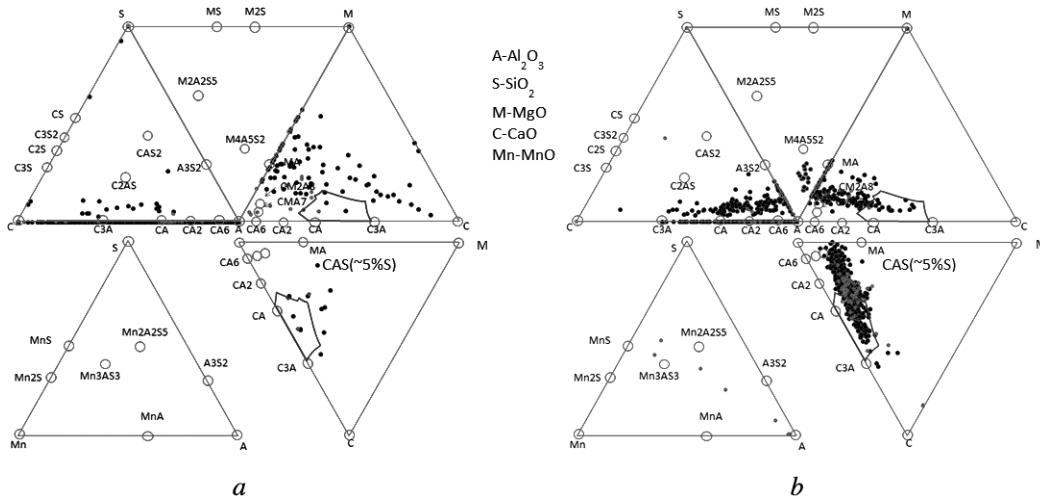 S
MS
M2S
M
M2A2S5
CS
C3S2
C2S
C3S
CAS2
M4A5S2
A3S2
MA
C2AS
CM2A8
CMA7
C
C3A
CA
CA2
CA6
A
CA6
CA2
CA
C3A
C
S
M
CA6
MA
CAS(~5%S)
CA2
CA
C3A
MnS
Mn2A2S5
Mn2S
Mn3AS3
A3S2
MnA
Mn
A
C
A-Al2O3
S-SiO2
M-MgO
C-CaO
Mn-MnO
S
MS
M2S
M
M2A2S5
CS
C3S2
C2S
C3S
CAS2
M4A5S2
A3S2
MA
C2AS
CM2A8
C
C3A
CA
CA2
CA6
A
CA6
CA2
CA
C3A
C
S
M
CA6
MA
CAS(~5%S)
CA2
CA
C3A
MnS
Mn2A2S5
Mn2S
Mn3AS3
A3S2
MnA
Mn
A
C
a
b